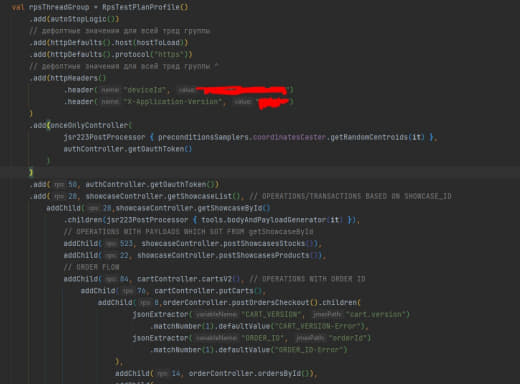 val rpsThreadGroup = RpsTestPlanProfile()
.add(autoStopLogic())
// дефолтные значения для всей тред группы
.add(httpDefaults().host(hostToLoad))
.add(httpDefaults().protocol("https"))
// дефолтные значения для всей тред группы ^
.add(httpHeaders()
.header( name: "deviceId", value:
.header( name: "X-Application-Version", value:
)
.add(onceOnlyController(
jsr223PostProcessor { preconditionsSamplers.coordinatesCaster.getRandomCentroids(it) },
authController.getOauthToken()
)
)
.add( rps: 50, authController.getOauthToken())
.add( rps: 28, showcaseController.getShowcaseList(), // OPERATIONS/TRANSACTIONS BASED ON SHOWCASE_ID
addChild( rps: 28,showcaseController.getShowcaseById()
.children(jsr223PostProcessor { tools.bodyAndPayloadGenerator(it) }),
// OPERATIONS WITH PAYLOADS WHICH GOT FROM getShowcaseById
addChild( rps: 523, showcaseController.postShowcasesStocks()),
addChild( rps: 22, showcaseController.postShowcasesProducts()),
// ORDER FLOW
addChild( rps: 84, cartController.cartsV2(), // OPERATIONS WITH ORDER ID
addChild( rps: 76, cartController.putCarts(),
addChild( rps: 8,orderController.postOrdersCheckout().children(
jsonExtractor( variableName: "CART_VERSION", jmesPath: "cart.version")
.matchNumber(1).defaultValue("CART_VERSION-Error"),
jsonExtractor( variableName: "ORDER_ID", jmesPath: "orderId")
.matchNumber(1).defaultValue("ORDER_ID-Error")
),
addChild( rps: 14, orderController.ordersById()),